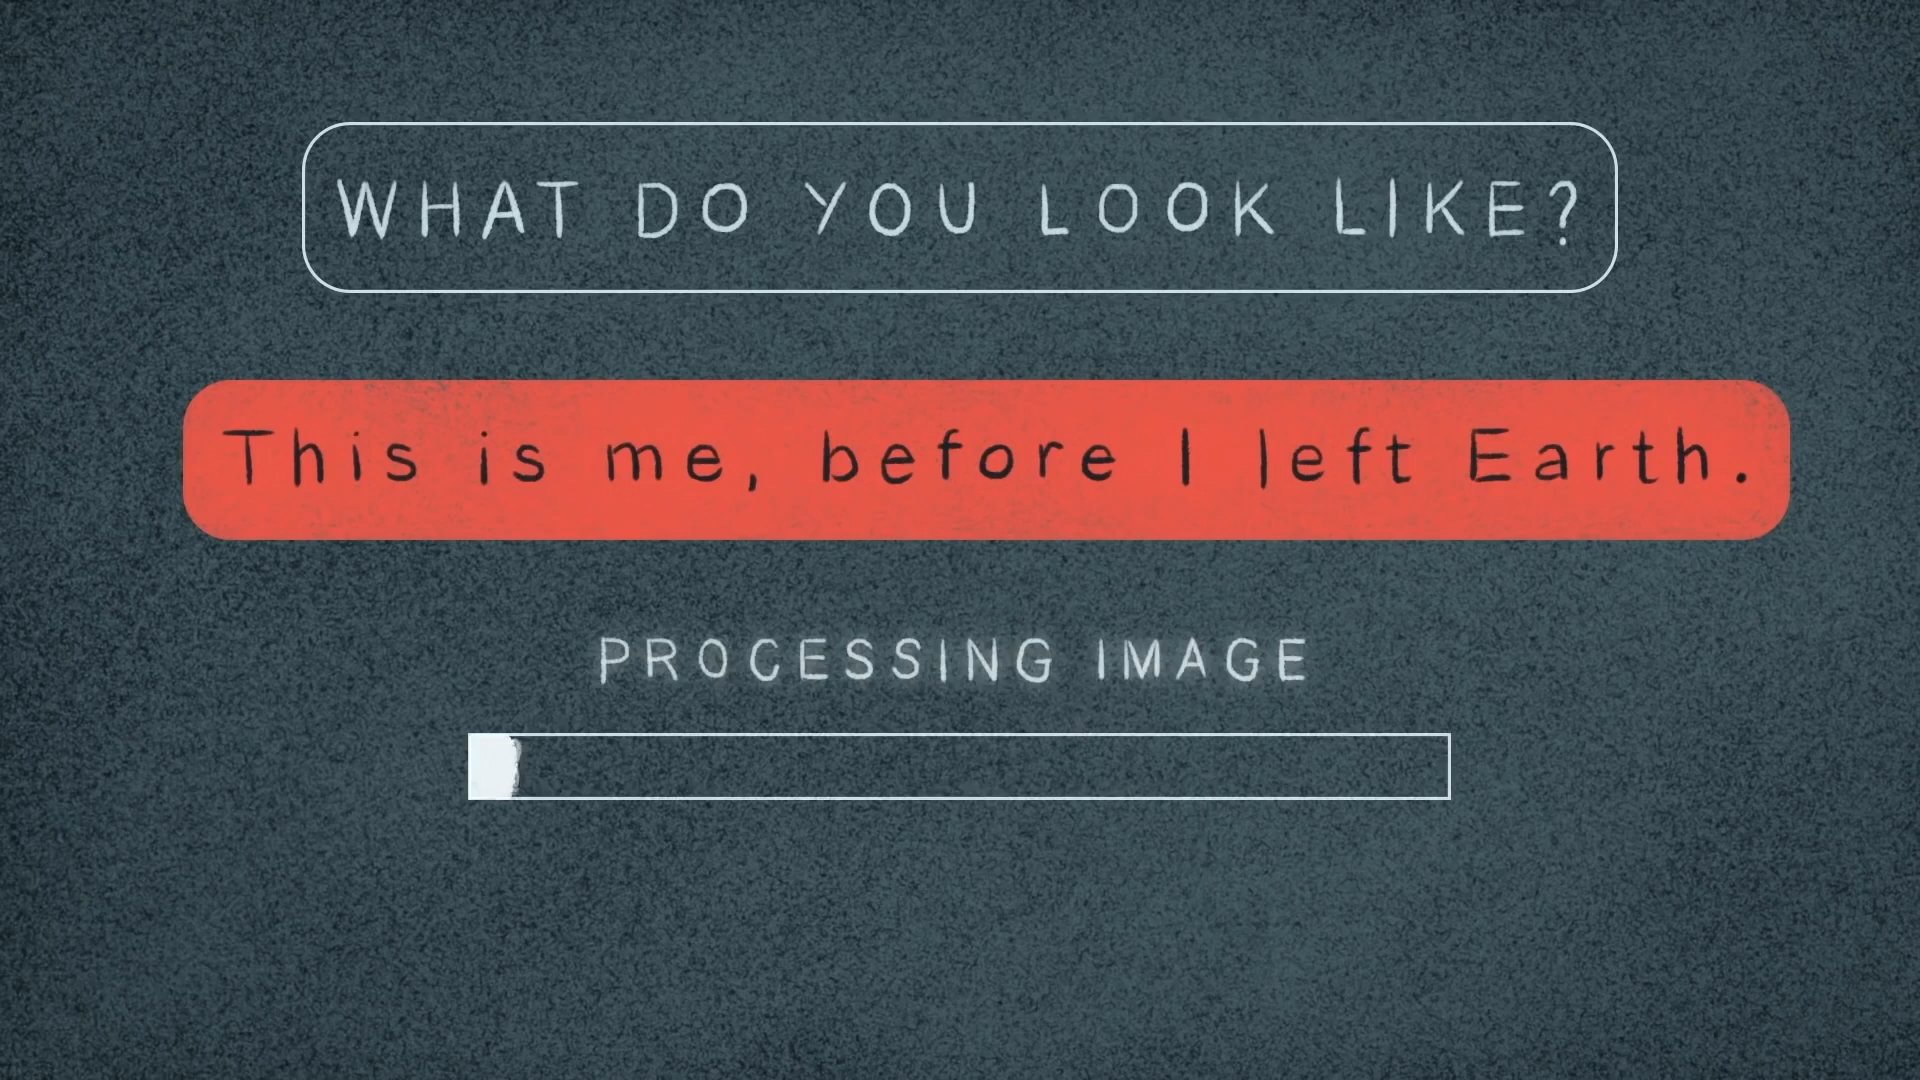 WHAT DO YOU LOOK LIKE?
This is me, before I left Earth.
PROCESSING IMAGE